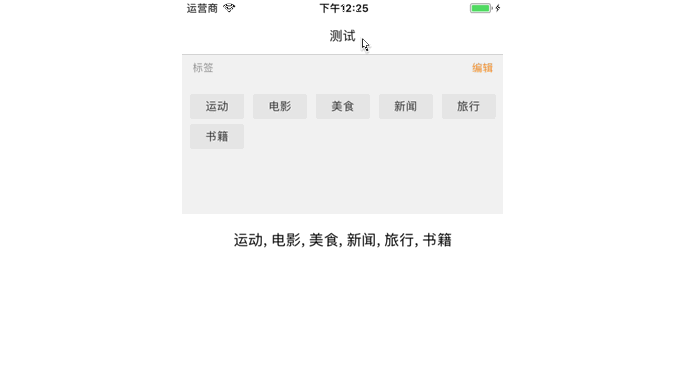 运营商 下午12:25
测试
标签 编辑
运动 电影 美食 新闻 旅行
书籍
运动, 电影, 美食, 新闻, 旅行, 书籍